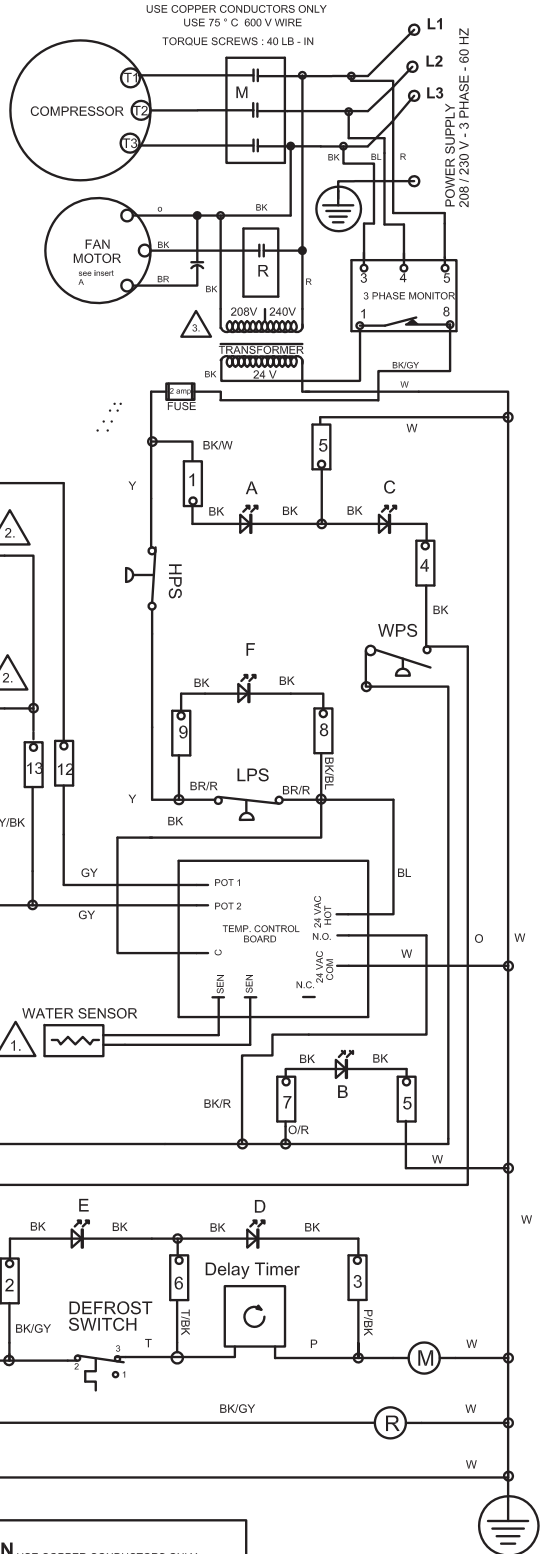 USE COPPER CONDUCTORS ONLY
USE 75 ° C 600 V WIRE
TORQUE SCREWS : 40 LB - IN
L1
L2
L3
POWER SUPPLY
208 / 230 V - 3 PHASE - 60 HZ
T1
M
COMPRESSOR
T2
T3
BK
BL
R
o
BK
FAN
MOTOR
see insert
A
BK
BR
R
BK
R
3
4
5
3 PHASE MONITOR
1
8
3.
208V
240V
TRANSFORMER
24 V
BK
BK/GY
W
2 amp
FUSE
W
BK/W
5
Y
1
A
C
BK
BK
BK
2.
4
HPS
BK
WPS
F
BK
BK
2.
9
8
13
12
BK/BL
LPS
Y
BR/R
BR/R
BK
Y/BK
GY
POT 1
BL
GY
POT 2
TEMP. CONTROL
BOARD
24 VAC
HOT
N.O.
C
24 VAC
COM
W
O
W
SEN
SEN
N.C.
WATER SENSOR
1.
BK
BK
B
BK/R
7
5
O/R
W
E
D
BK
BK
BK
BK
W
2
6
Delay Timer
3
BK/GY
DEFROST
SWITCH
T/BK
P/BK
T
P
W
2
3
1
M
BK/GY
W
R
W
N USE COPPER CONDUCTORS ONLY